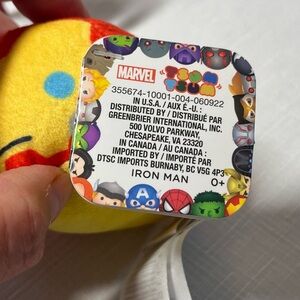 MARVEL TSUM TSUM
355674-10001-004-060922
IN U.S.A. / AUX É.-U. :
DISTRIBUTED BY / DISTRIBUÉ PAR
GREENBRIER INTERNATIONAL, INC.
500 VOLVO PARKWAY,
CHESAPEAKE, VA 23320
IN CANADA / AU CANADA :
IMPORTED BY / IMPORTÉ PAR
DTSC IMPORTS BURNABY, BC V5G 4P3
IRON MAN 0+